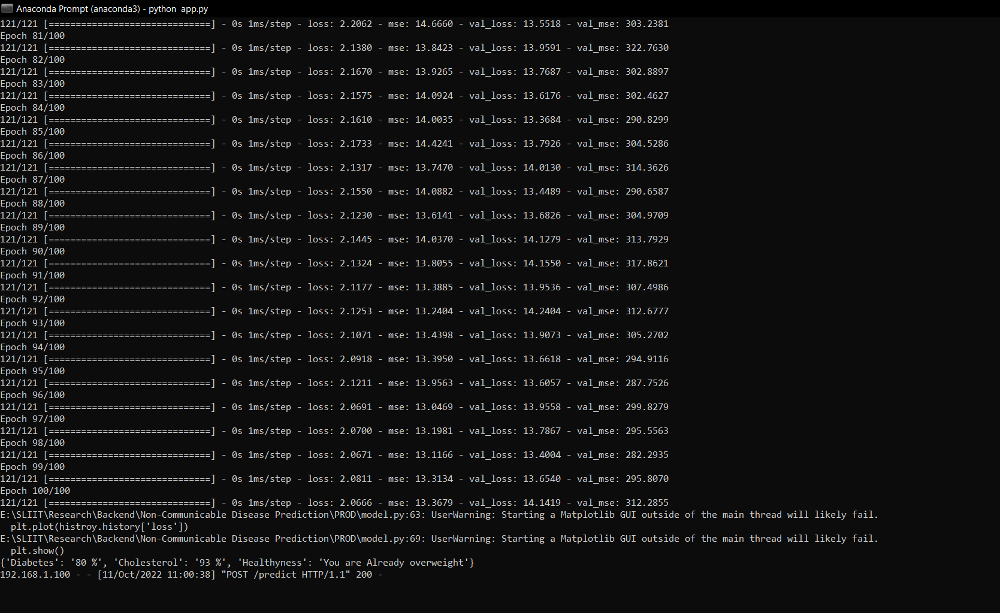 Anaconda Prompt (anaconda3) - python  app.py
121/121 [==============================] - 0s 1ms/step - loss: 2.2062 - mse: 14.6660 - val_loss: 13.5518 - val_mse: 303.2381
Epoch 81/100
121/121 [==============================] - 0s 1ms/step - loss: 2.1380 - mse: 13.8423 - val_loss: 13.9591 - val_mse: 322.7630
Epoch 82/100
121/121 [==============================] - 0s 1ms/step - loss: 2.1670 - mse: 13.9265 - val_loss: 13.7687 - val_mse: 302.8897
Epoch 83/100
121/121 [==============================] - 0s 1ms/step - loss: 2.1575 - mse: 14.0924 - val_loss: 13.6176 - val_mse: 302.4627
Epoch 84/100
121/121 [==============================] - 0s 1ms/step - loss: 2.1610 - mse: 14.0035 - val_loss: 13.3684 - val_mse: 290.8299
Epoch 85/100
121/121 [==============================] - 0s 1ms/step - loss: 2.1733 - mse: 14.4241 - val_loss: 13.7926 - val_mse: 304.5286
Epoch 86/100
121/121 [==============================] - 0s 1ms/step - loss: 2.1317 - mse: 13.7470 - val_loss: 14.0130 - val_mse: 314.3626
Epoch 87/100
121/121 [==============================] - 0s 1ms/step - loss: 2.1550 - mse: 14.0882 - val_loss: 13.4489 - val_mse: 290.6587
Epoch 88/100
121/121 [==============================] - 0s 1ms/step - loss: 2.1230 - mse: 13.6141 - val_loss: 13.6826 - val_mse: 304.9709
Epoch 89/100
121/121 [==============================] - 0s 1ms/step - loss: 2.1445 - mse: 14.0370 - val_loss: 14.1279 - val_mse: 313.7929
Epoch 90/100
121/121 [==============================] - 0s 1ms/step - loss: 2.1324 - mse: 13.8055 - val_loss: 14.1550 - val_mse: 317.8621
Epoch 91/100
121/121 [==============================] - 0s 1ms/step - loss: 2.1177 - mse: 13.3885 - val_loss: 13.9536 - val_mse: 307.4986
Epoch 92/100
121/121 [==============================] - 0s 1ms/step - loss: 2.1253 - mse: 13.2404 - val_loss: 14.2404 - val_mse: 312.6777
Epoch 93/100
121/121 [==============================] - 0s 1ms/step - loss: 2.1071 - mse: 13.4398 - val_loss: 13.9073 - val_mse: 305.2702
Epoch 94/100
121/121 [==============================] - 0s 1ms/step - loss: 2.0918 - mse: 13.3950 - val_loss: 13.6618 - val_mse: 294.9116
Epoch 95/100
121/121 [==============================] - 0s 1ms/step - loss: 2.1211 - mse: 13.9563 - val_loss: 13.6057 - val_mse: 287.7526
Epoch 96/100
121/121 [==============================] - 0s 1ms/step - loss: 2.0691 - mse: 13.0469 - val_loss: 13.9558 - val_mse: 299.8279
Epoch 97/100
121/121 [==============================] - 0s 1ms/step - loss: 2.0700 - mse: 13.1981 - val_loss: 13.7867 - val_mse: 295.5563
Epoch 98/100
121/121 [==============================] - 0s 1ms/step - loss: 2.0671 - mse: 13.1166 - val_loss: 13.4004 - val_mse: 282.2935
Epoch 99/100
121/121 [==============================] - 0s 1ms/step - loss: 2.0811 - mse: 13.3134 - val_loss: 13.6540 - val_mse: 295.8070
Epoch 100/100
121/121 [==============================] - 0s 1ms/step - loss: 2.0666 - mse: 13.3679 - val_loss: 14.1419 - val_mse: 312.2855
E:\SLIIT\Research\Backend\Non-Communicable Disease Prediction\PROD\model.py:63: UserWarning: Starting a Matplotlib GUI outside of the main thread will likely fail.
  plt.plot(histroy.history['loss'])
E:\SLIIT\Research\Backend\Non-Communicable Disease Prediction\PROD\model.py:69: UserWarning: Starting a Matplotlib GUI outside of the main thread will likely fail.
  plt.show()
{'Diabetes': '80 %', 'Cholesterol': '93 %', 'Healthyness': 'You are Already overweight'}
192.168.1.100 - - [11/Oct/2022 11:00:38] "POST /predict HTTP/1.1" 200 -